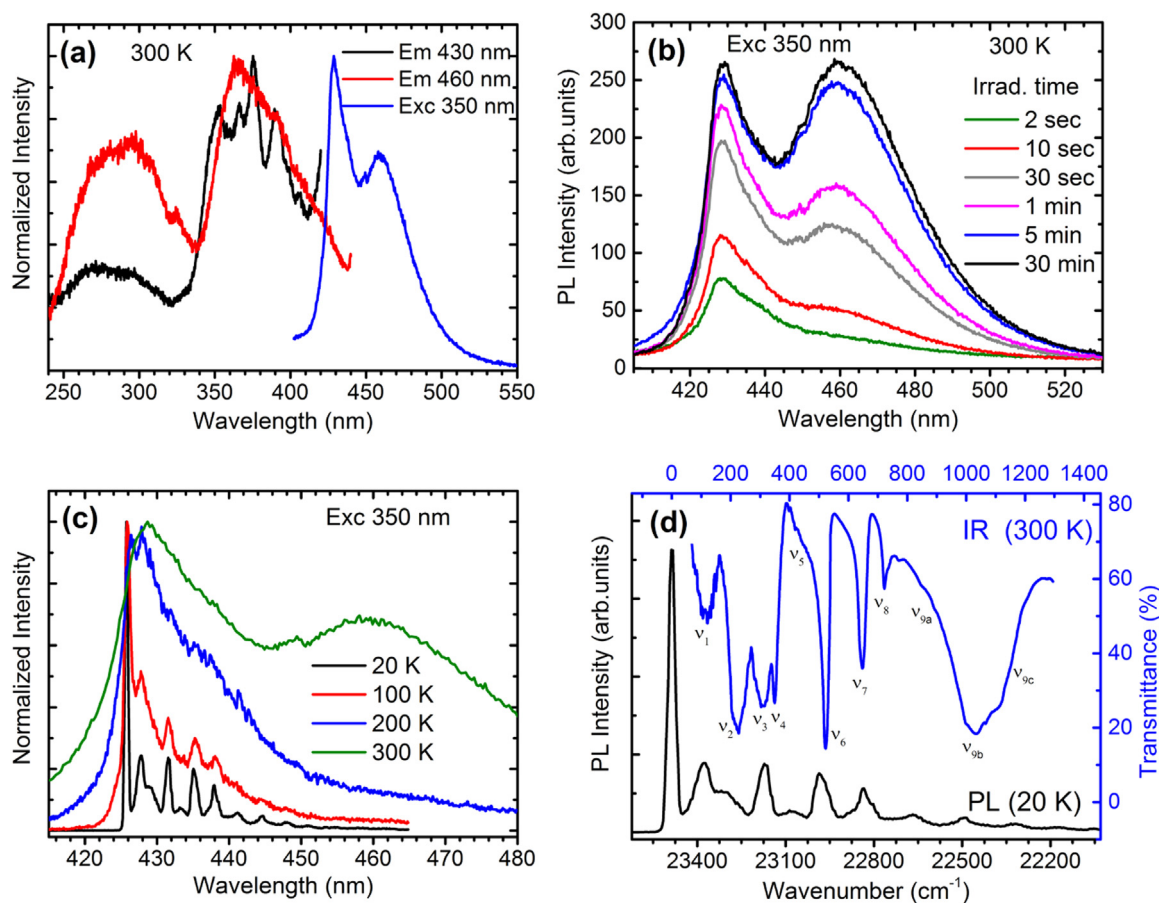 (a)
300 K
Em 430 nm
Em 460 nm
Exc 350 nm
Normalized Intensity
240 250 300 350 400 450 500 550
Wavelength (nm)
(b)
Exc 350 nm
300 K
Irrad. time
2 sec
10 sec
30 sec
1 min
5 min
30 min
PL Intensity (arb.units)
300
250
200
150
100
50
0
420 440 460 480 500 520
Wavelength (nm)
(c)
Exc 350 nm
20 K
100 K
200 K
300 K
Normalized Intensity
420 430 440 450 460 470 480
Wavelength (nm)
0 200 400 600 800 1000 1200 1400
(d)
IR (300 K)
ν1
ν2
ν3
ν4
ν5
ν6
ν7
ν8
ν9a
ν9b
ν9c
PL (20 K)
PL Intensity (arb.units)
80
60
40
20
0
Transmittance (%)
23400 23100 22800 22500 22200
Wavenumber (cm⁻¹)